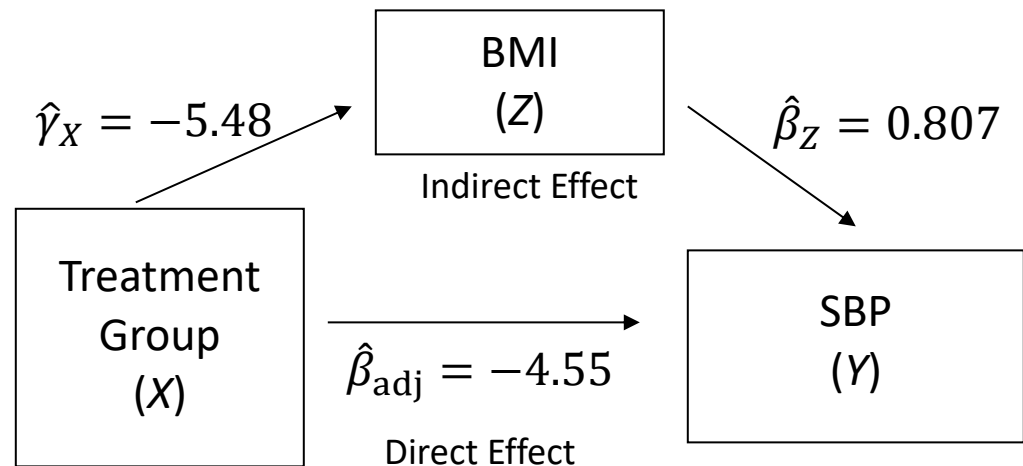 BMI
(Z)
γ̂_X = −5.48
β̂_Z = 0.807
Indirect Effect
Treatment
Group
(X)
SBP
(Y)
β̂_adj = −4.55
Direct Effect